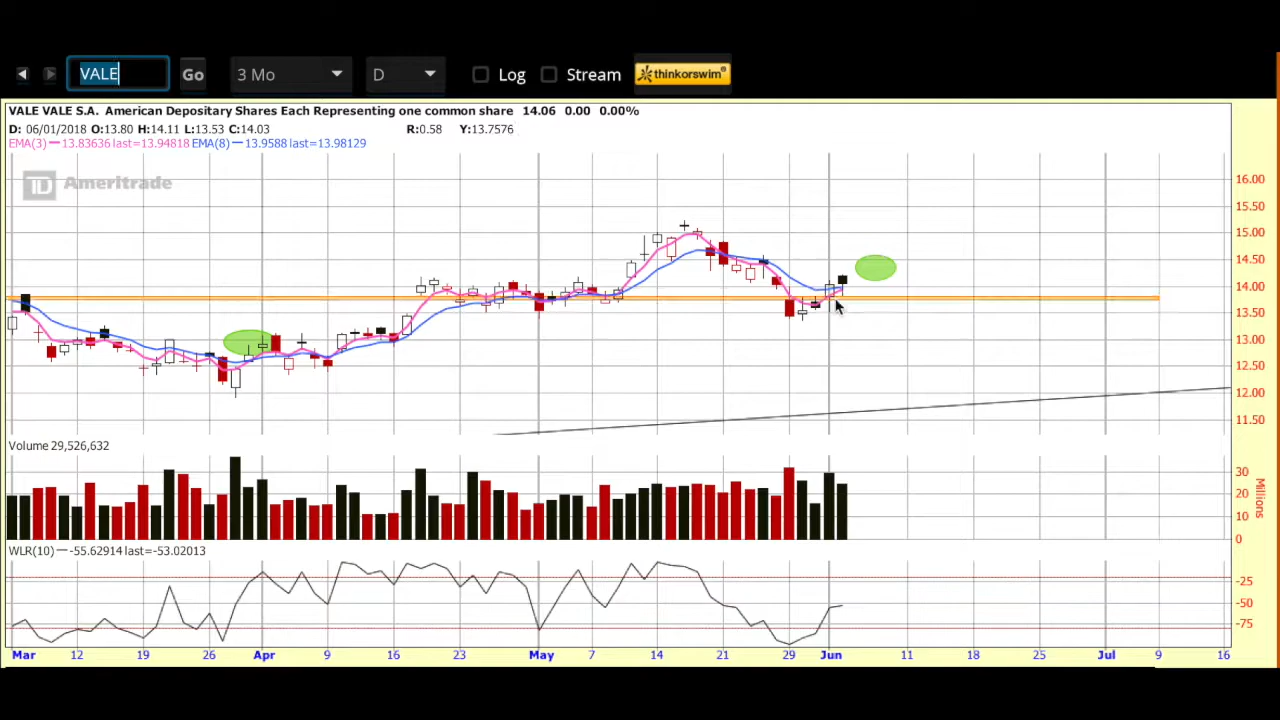 VALE Go 3 Mo D Log Stream thinkorswim®
VALE VALE S.A. American Depositary Shares Each Representing one common share 14.06 0.00 0.00%
D: 06/01/2018 O:13.80 H:14.11 L:13.53 C:14.03 R:0.58 Y:13.7576
EMA(3) 13.83636 last=13.94818 EMA(8) 13.9588 last=13.98129
TD Ameritrade
16.00
15.50
15.00
14.50
14.00
13.50
13.00
12.50
12.00
11.50
Volume 29,526,632
30
20
10
0
Millions
WLR(10) -55.62914 last=-53.02013
-25
-50
-75
Mar 12 19 26 Apr 9 16 23 May 7 14 21 29 Jun 11 18 25 Jul 9 16